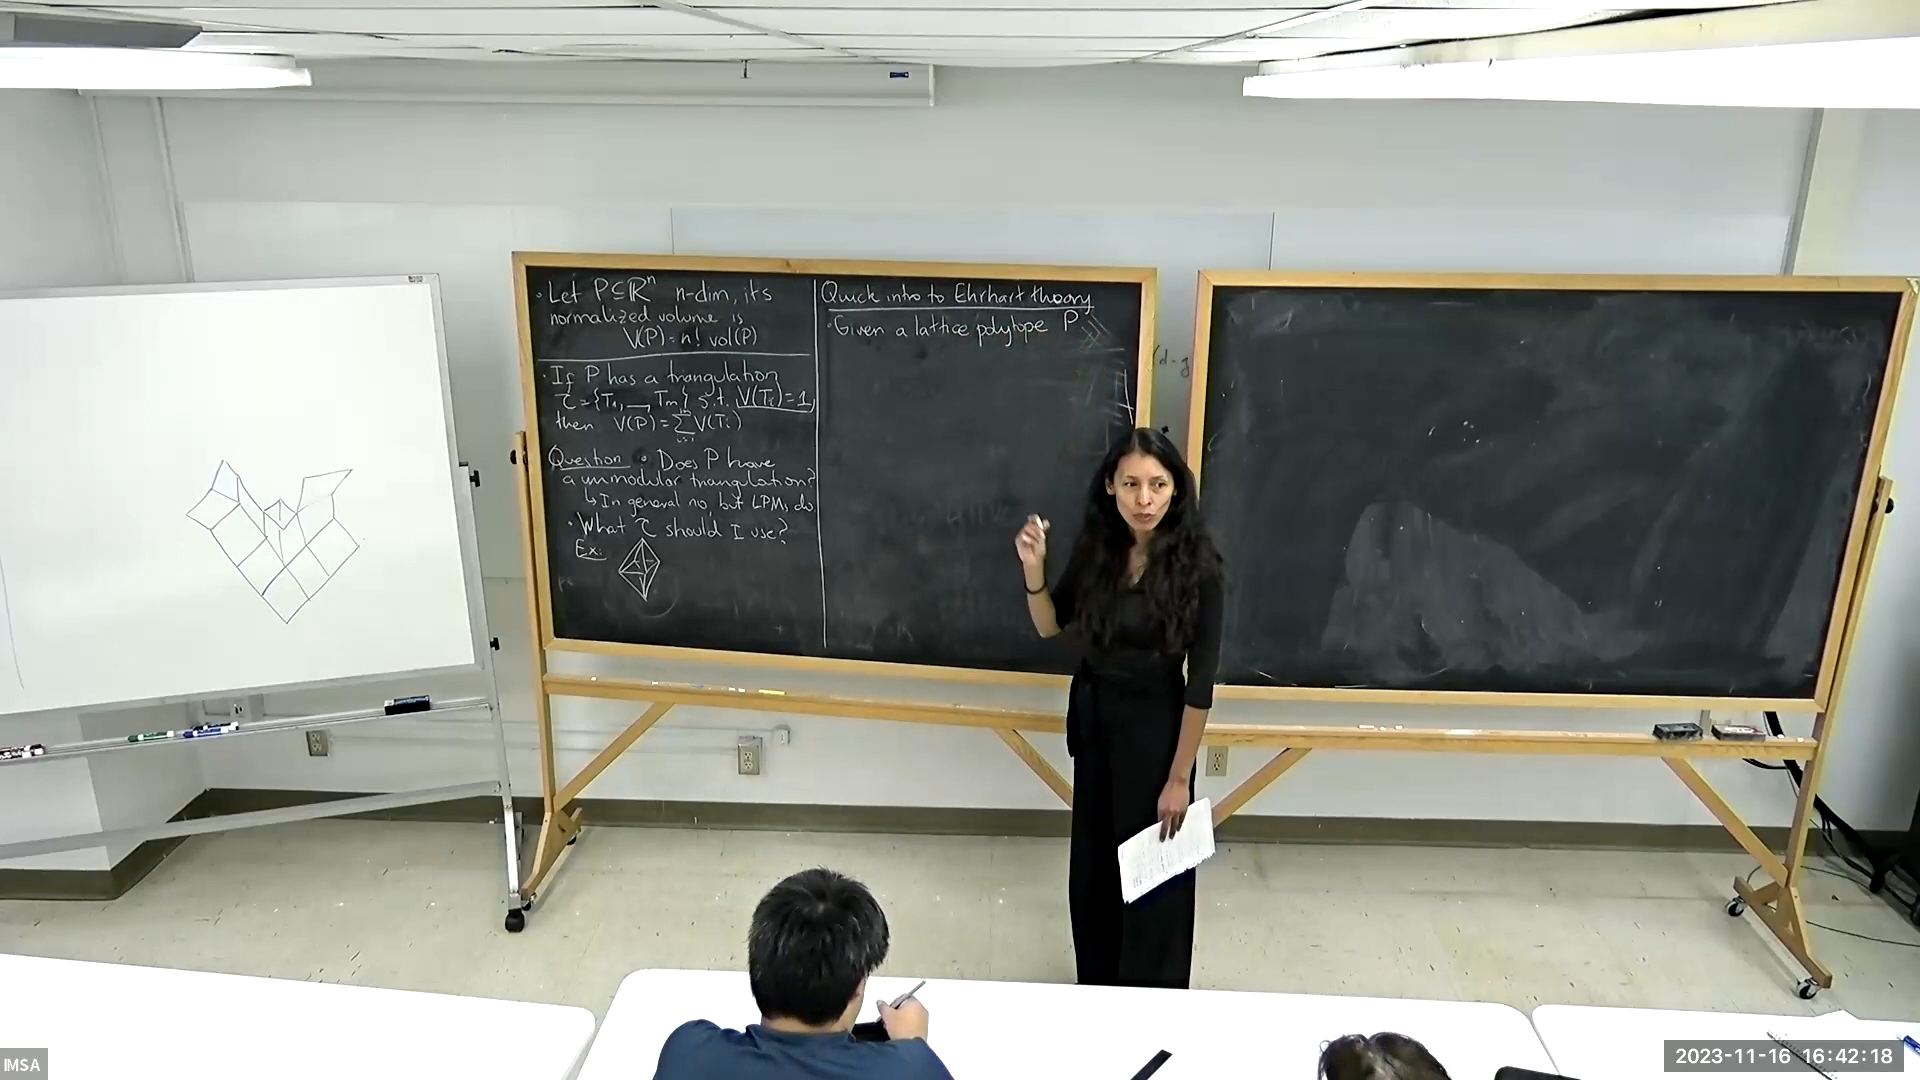 · Let P⊆ℝⁿ n-dim, its
normalized volume is
V(P) = n! vol(P)
· If P has a triangulation
τ = {T₁, —, Tₘ} s.t. V(Tᵢ)=1,
then V(P) = Σ V(Tᵢ)
Question • Does P have
a unimodular triangulation?
↳ In general no, but LPMs do.
· What τ should I use?
Ex:
Quick intro to Ehrhart theory
· Given a lattice polytope P
IMSA
2023-11-16 16:42:18